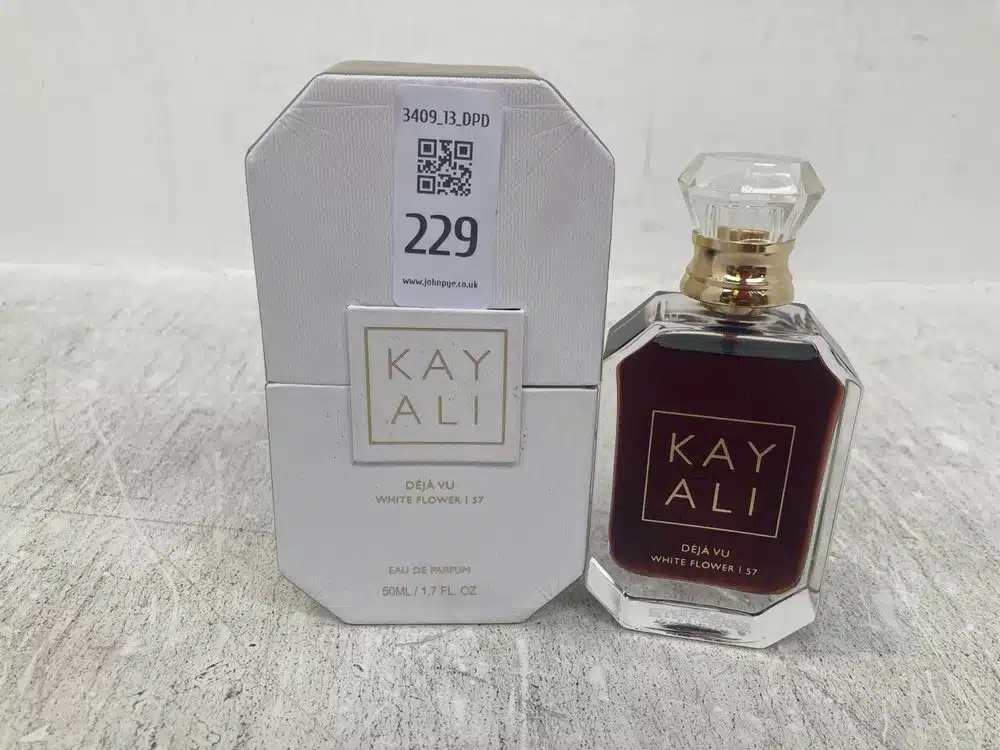 3409_13_DPD
229
www.johnpye.co.uk
KAY
ALI
DÉJÀ VU
WHITE FLOWER | 57
EAU DE PARFUM
50ML / 1.7 FL. OZ
KAY
ALI
DÉJÀ VU
WHITE FLOWER | 57